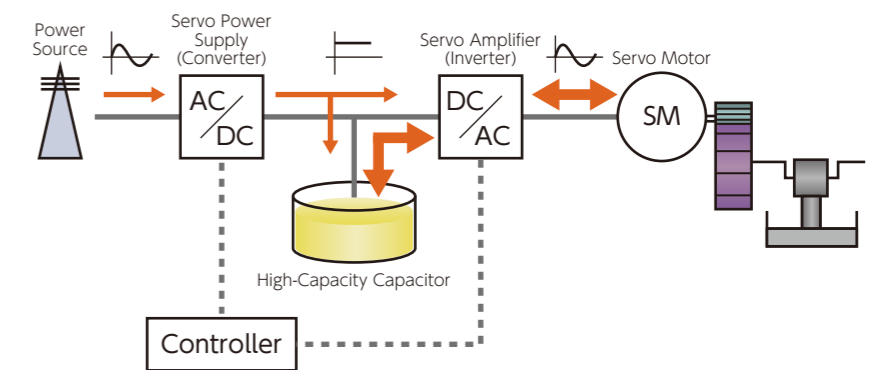 Power
Source
Servo Power
Supply
(Converter)
Servo Amplifier
(Inverter)
Servo Motor
AC
DC
DC
AC
SM
High-Capacity Capacitor
Controller